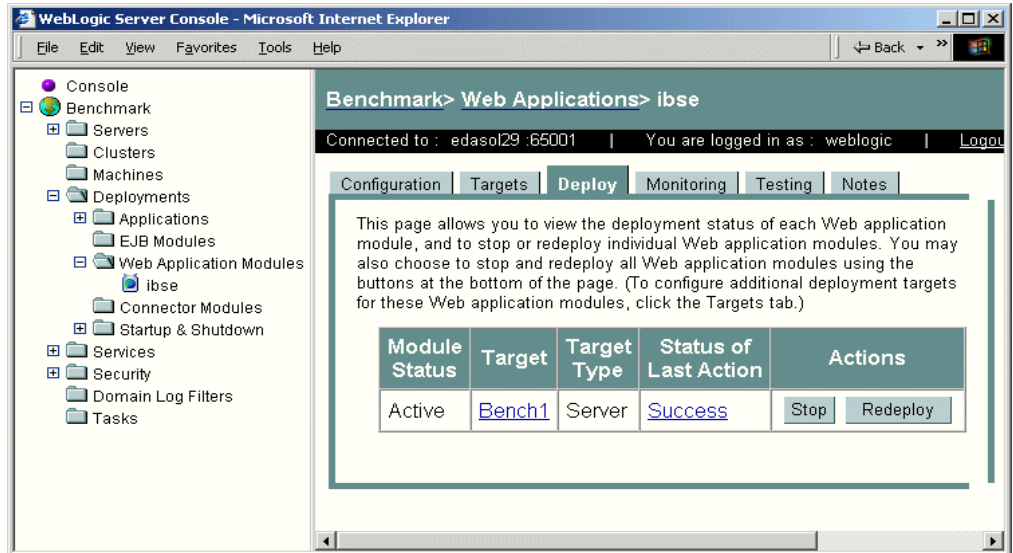 WebLogic Server Console - Microsoft Internet Explorer
File Edit View Favorites Tools Help
Back
Console
Benchmark
Servers
Clusters
Machines
Deployments
Applications
EJB Modules
Web Application Modules
ibse
Connector Modules
Startup & Shutdown
Services
Security
Domain Log Filters
Tasks
Benchmark> Web Applications> ibse
Connected to : edasol29 :65001 | You are logged in as : weblogic | Logou
Configuration Targets Deploy Monitoring Testing Notes
This page allows you to view the deployment status of each Web application
module, and to stop or redeploy individual Web application modules. You may
also choose to stop and redeploy all Web application modules using the
buttons at the bottom of the page. (To configure additional deployment targets
for these Web application modules, click the Targets tab.)
Module Status Target Target Type Status of Last Action Actions
Active Bench1 Server Success Stop Redeploy